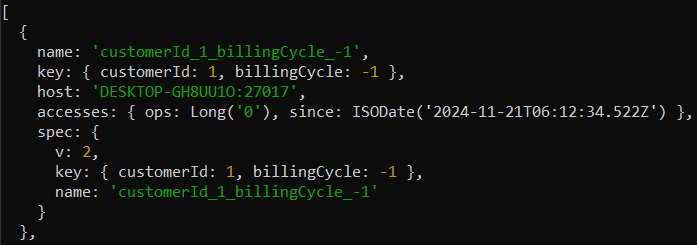 [
  {
    name: 'customerId_1_billingCycle_-1',
    key: { customerId: 1, billingCycle: -1 },
    host: 'DESKTOP-GH8UU1O:27017',
    accesses: { ops: Long('0'), since: ISODate('2024-11-21T06:12:34.522Z') },
    spec: {
      v: 2,
      key: { customerId: 1, billingCycle: -1 },
      name: 'customerId_1_billingCycle_-1'
    }
  },